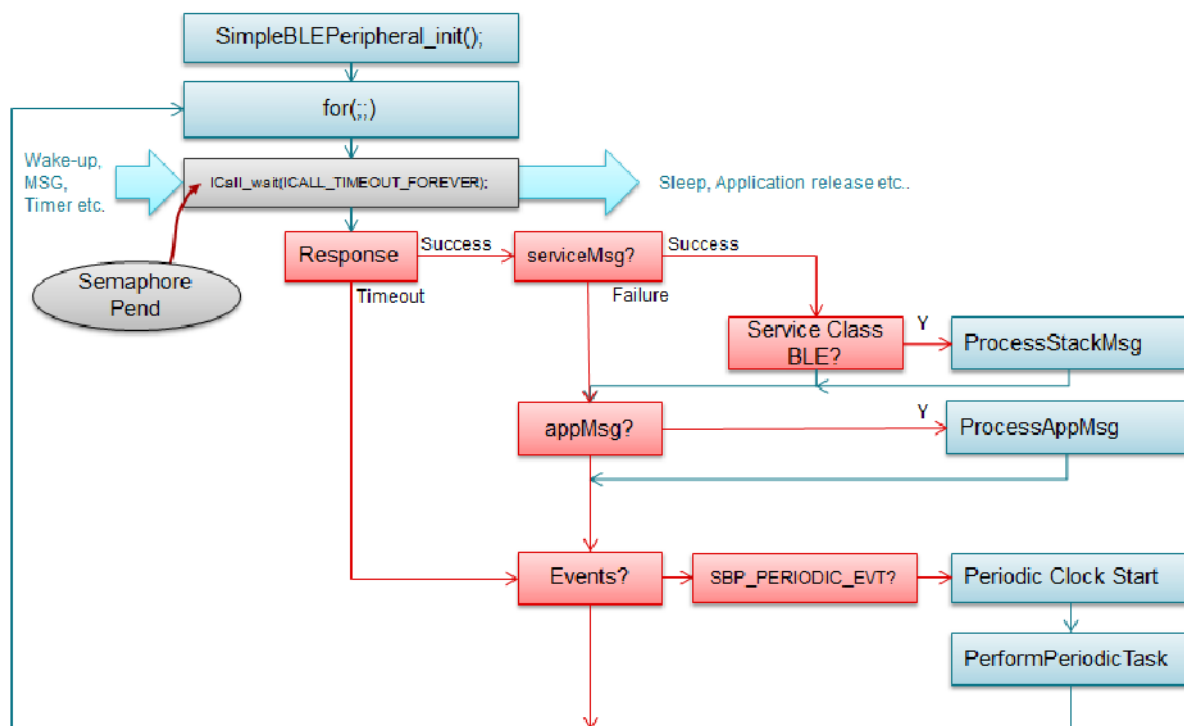 SimpleBLEPeripheral_init();
for(;;)
Wake-up,
MSG,
Timer etc.
ICall_wait(ICALL_TIMEOUT_FOREVER);
Sleep, Application release etc..
Response
Success
serviceMsg?
Success
Semaphore
Pend
Timeout
Failure
Service Class
BLE?
Y
ProcessStackMsg
appMsg?
Y
ProcessAppMsg
Events?
SBP_PERIODIC_EVT?
Periodic Clock Start
PerformPeriodicTask